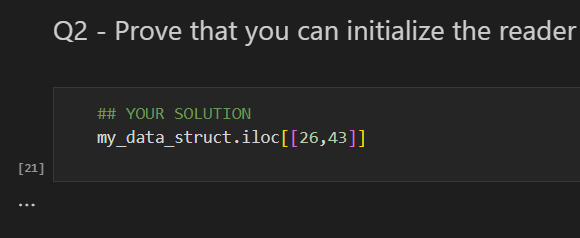 Q2 - Prove that you can initialize the reader
## YOUR SOLUTION
my_data_struct.iloc[[26,43]]
[21]
...